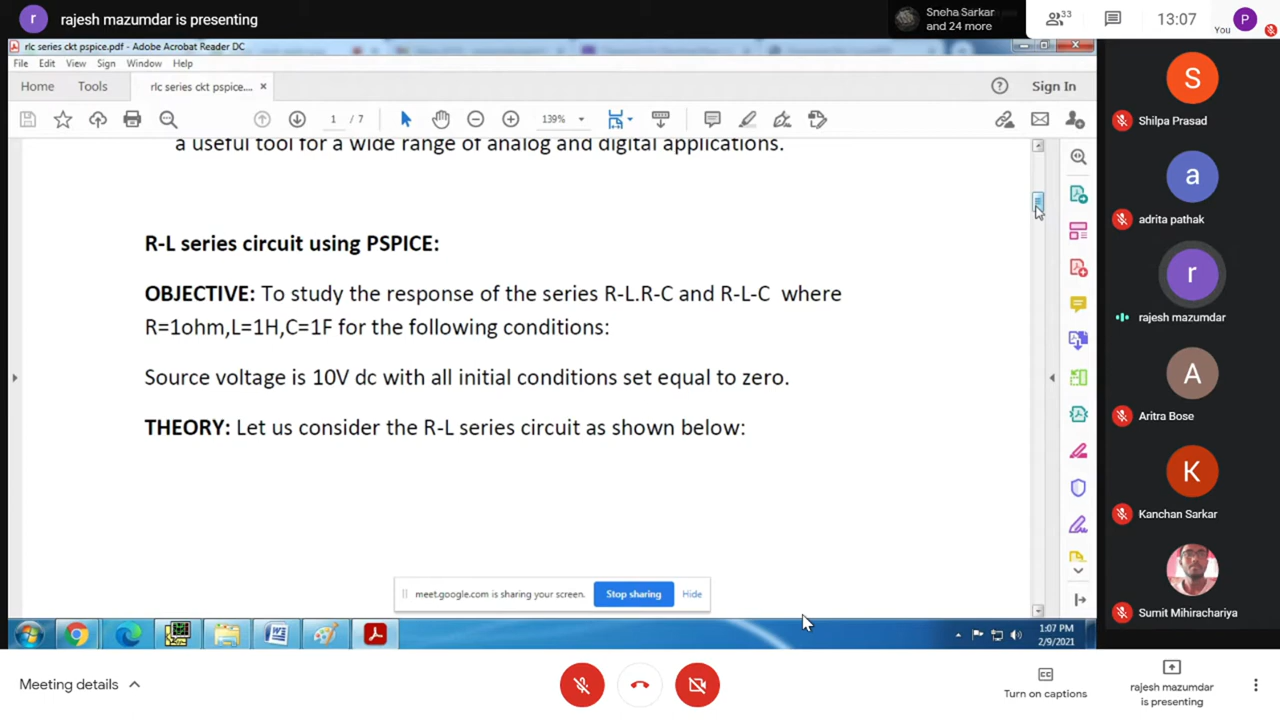 r rajesh mazumdar is presenting
Sneha Sarkar
and 24 more
33
13:07
You
P
rlc series ckt pspice.pdf - Adobe Acrobat Reader DC
File Edit View Sign Window Help
Home Tools rlc series ckt pspice.... × Sign In
1 / 7 139%
a useful tool for a wide range of analog and digital applications.
R-L series circuit using PSPICE:
OBJECTIVE: To study the response of the series R-L.R-C and R-L-C where
R=1ohm,L=1H,C=1F for the following conditions:
Source voltage is 10V dc with all initial conditions set equal to zero.
THEORY: Let us consider the R-L series circuit as shown below:
meet.google.com is sharing your screen. Stop sharing Hide
1:07 PM
2/9/2021
S
Shilpa Prasad
a
adrita pathak
r
rajesh mazumdar
A
Aritra Bose
K
Kanchan Sarkar
Sumit Mihirachariya
Meeting details
CC
Turn on captions
rajesh mazumdar
is presenting